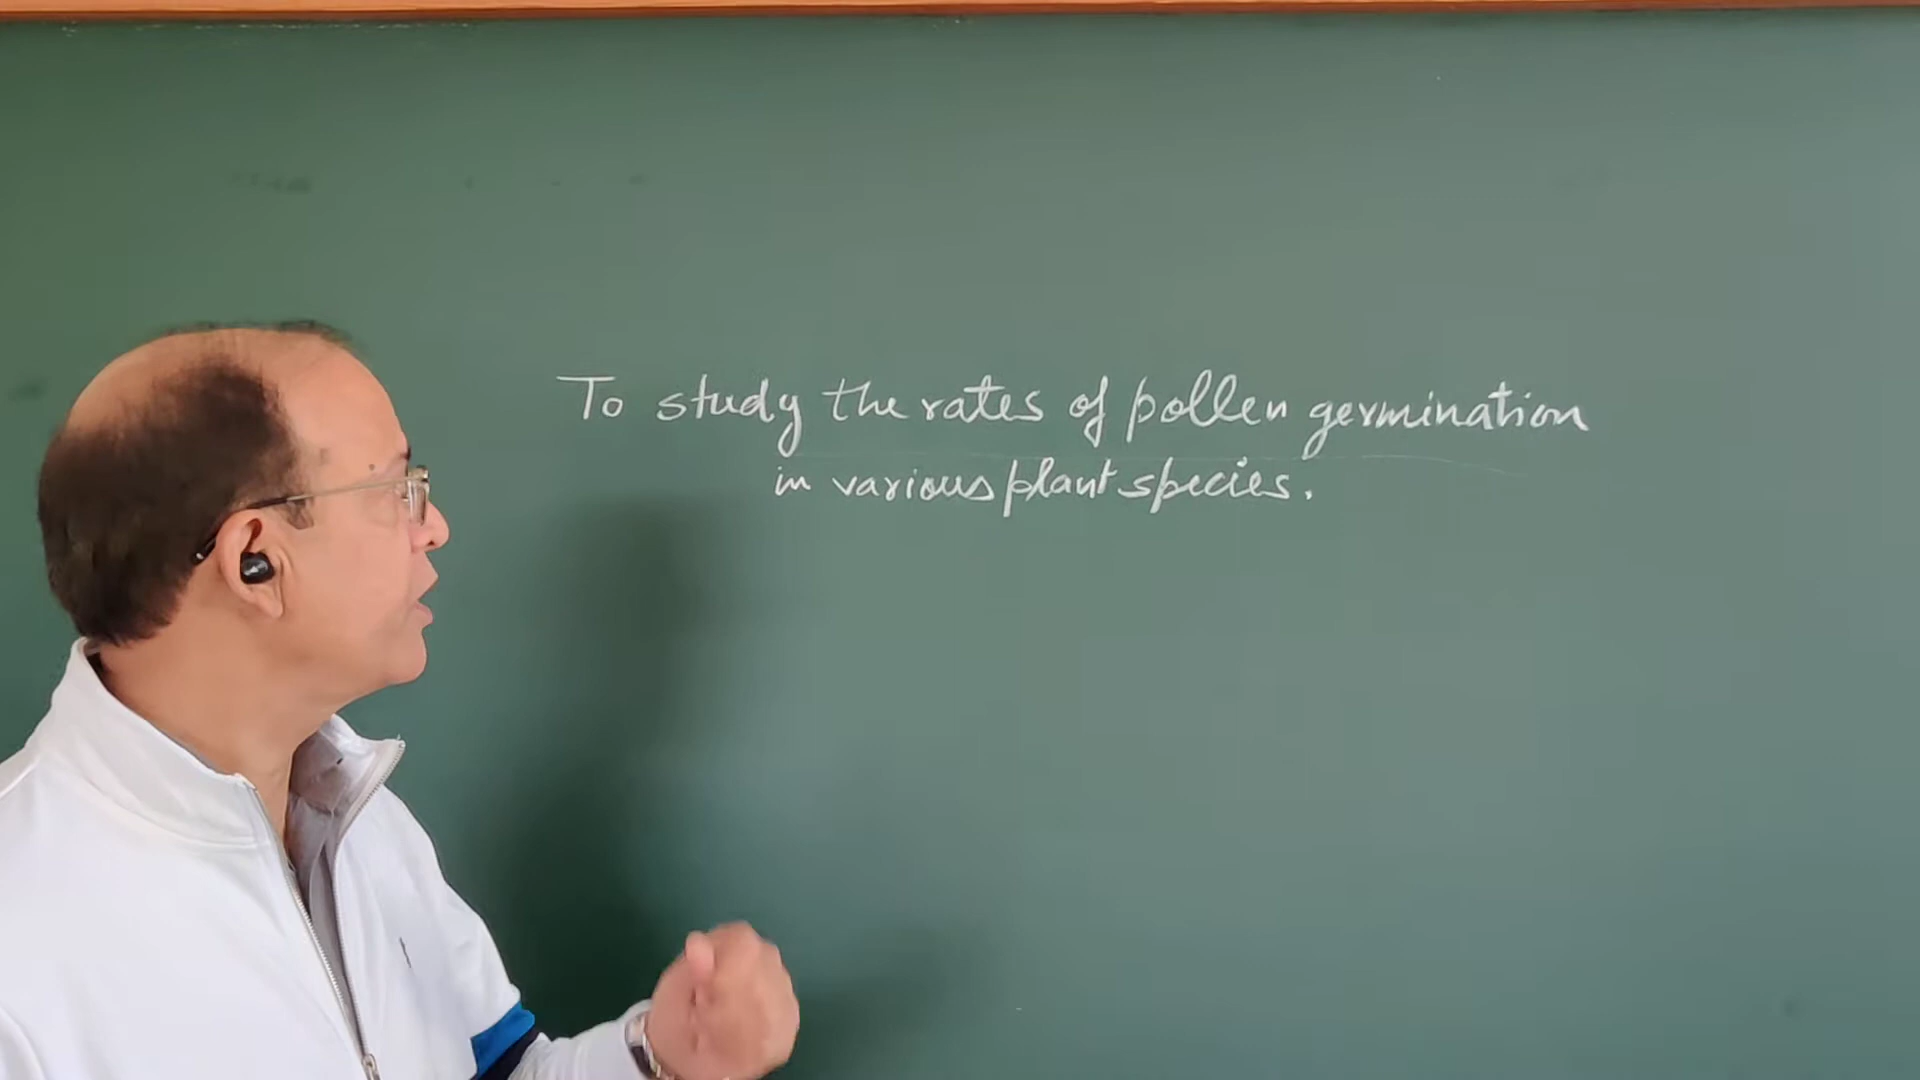 To study the rates of pollen germination
in various plant species.